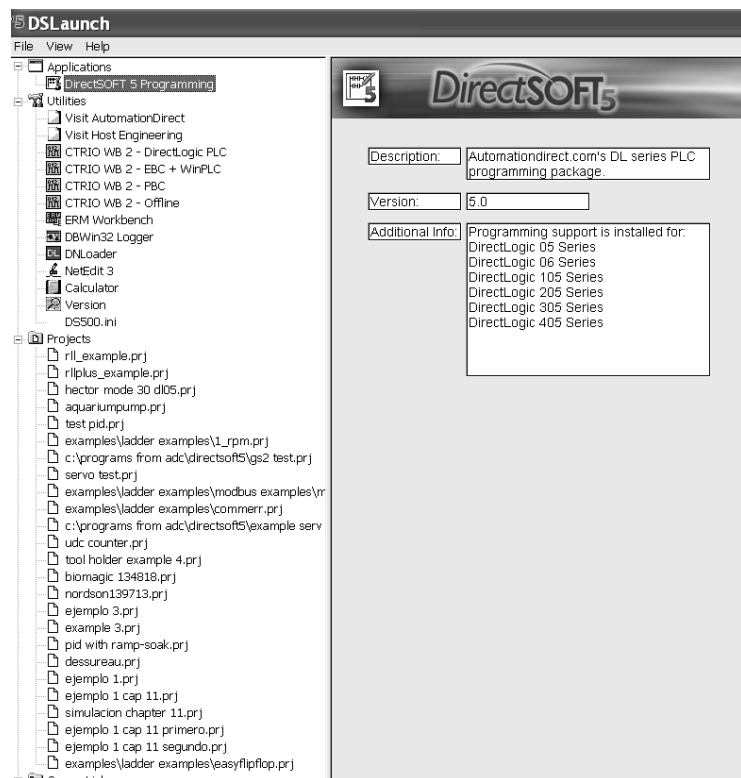 DSLaunch
File View Help
Applications
DirectSOFT 5 Programming
Utilities
Visit AutomationDirect
Visit Host Engineering
CTRIO WB 2 - DirectLogic PLC
CTRIO WB 2 - EBC + WinPLC
CTRIO WB 2 - PBC
CTRIO WB 2 - Offline
ERM Workbench
DBWin32 Logger
DNLoader
NetEdit 3
Calculator
Version
DS500.ini
Projects
rll_example.prj
rllplus_example.prj
hector mode 30 dl05.prj
aquariumpump.prj
test pid.prj
examples\ladder examples\1_rpm.prj
c:\programs from adc\directsoft5\gs2 test.prj
servo test.prj
examples\ladder examples\modbus examples\m
examples\ladder examples\commerr.prj
c:\programs from adc\directsoft5\example serv
udc counter.prj
tool holder example 4.prj
biomagic 134818.prj
nordson139713.prj
ejemplo 3.prj
example 3.prj
pid with ramp-soak.prj
dessureau.prj
ejemplo 1.prj
ejemplo 1 cap 11.prj
simulacion chapter 11.prj
ejemplo 1 cap 11 primero.prj
ejemplo 1 cap 11 segundo.prj
examples\ladder examples\easyflipflop.prj
DirectSOFT5
Description: Automationdirect.com's DL series PLC
programming package.
Version: 5.0
Additional Info: Programming support is installed for:
DirectLogic 05 Series
DirectLogic 06 Series
DirectLogic 105 Series
DirectLogic 205 Series
DirectLogic 305 Series
DirectLogic 405 Series